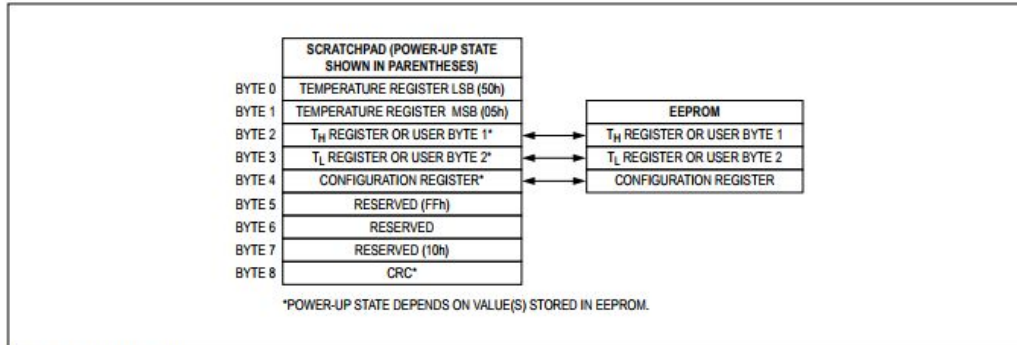 SCRATCHPAD (POWER-UP STATE
SHOWN IN PARENTHESES)
BYTE 0 TEMPERATURE REGISTER LSB (50h)
BYTE 1 TEMPERATURE REGISTER MSB (05h) EEPROM
BYTE 2 TH REGISTER OR USER BYTE 1* TH REGISTER OR USER BYTE 1
BYTE 3 TL REGISTER OR USER BYTE 2* TL REGISTER OR USER BYTE 2
BYTE 4 CONFIGURATION REGISTER* CONFIGURATION REGISTER
BYTE 5 RESERVED (FFh)
BYTE 6 RESERVED
BYTE 7 RESERVED (10h)
BYTE 8 CRC*
*POWER-UP STATE DEPENDS ON VALUE(S) STORED IN EEPROM.